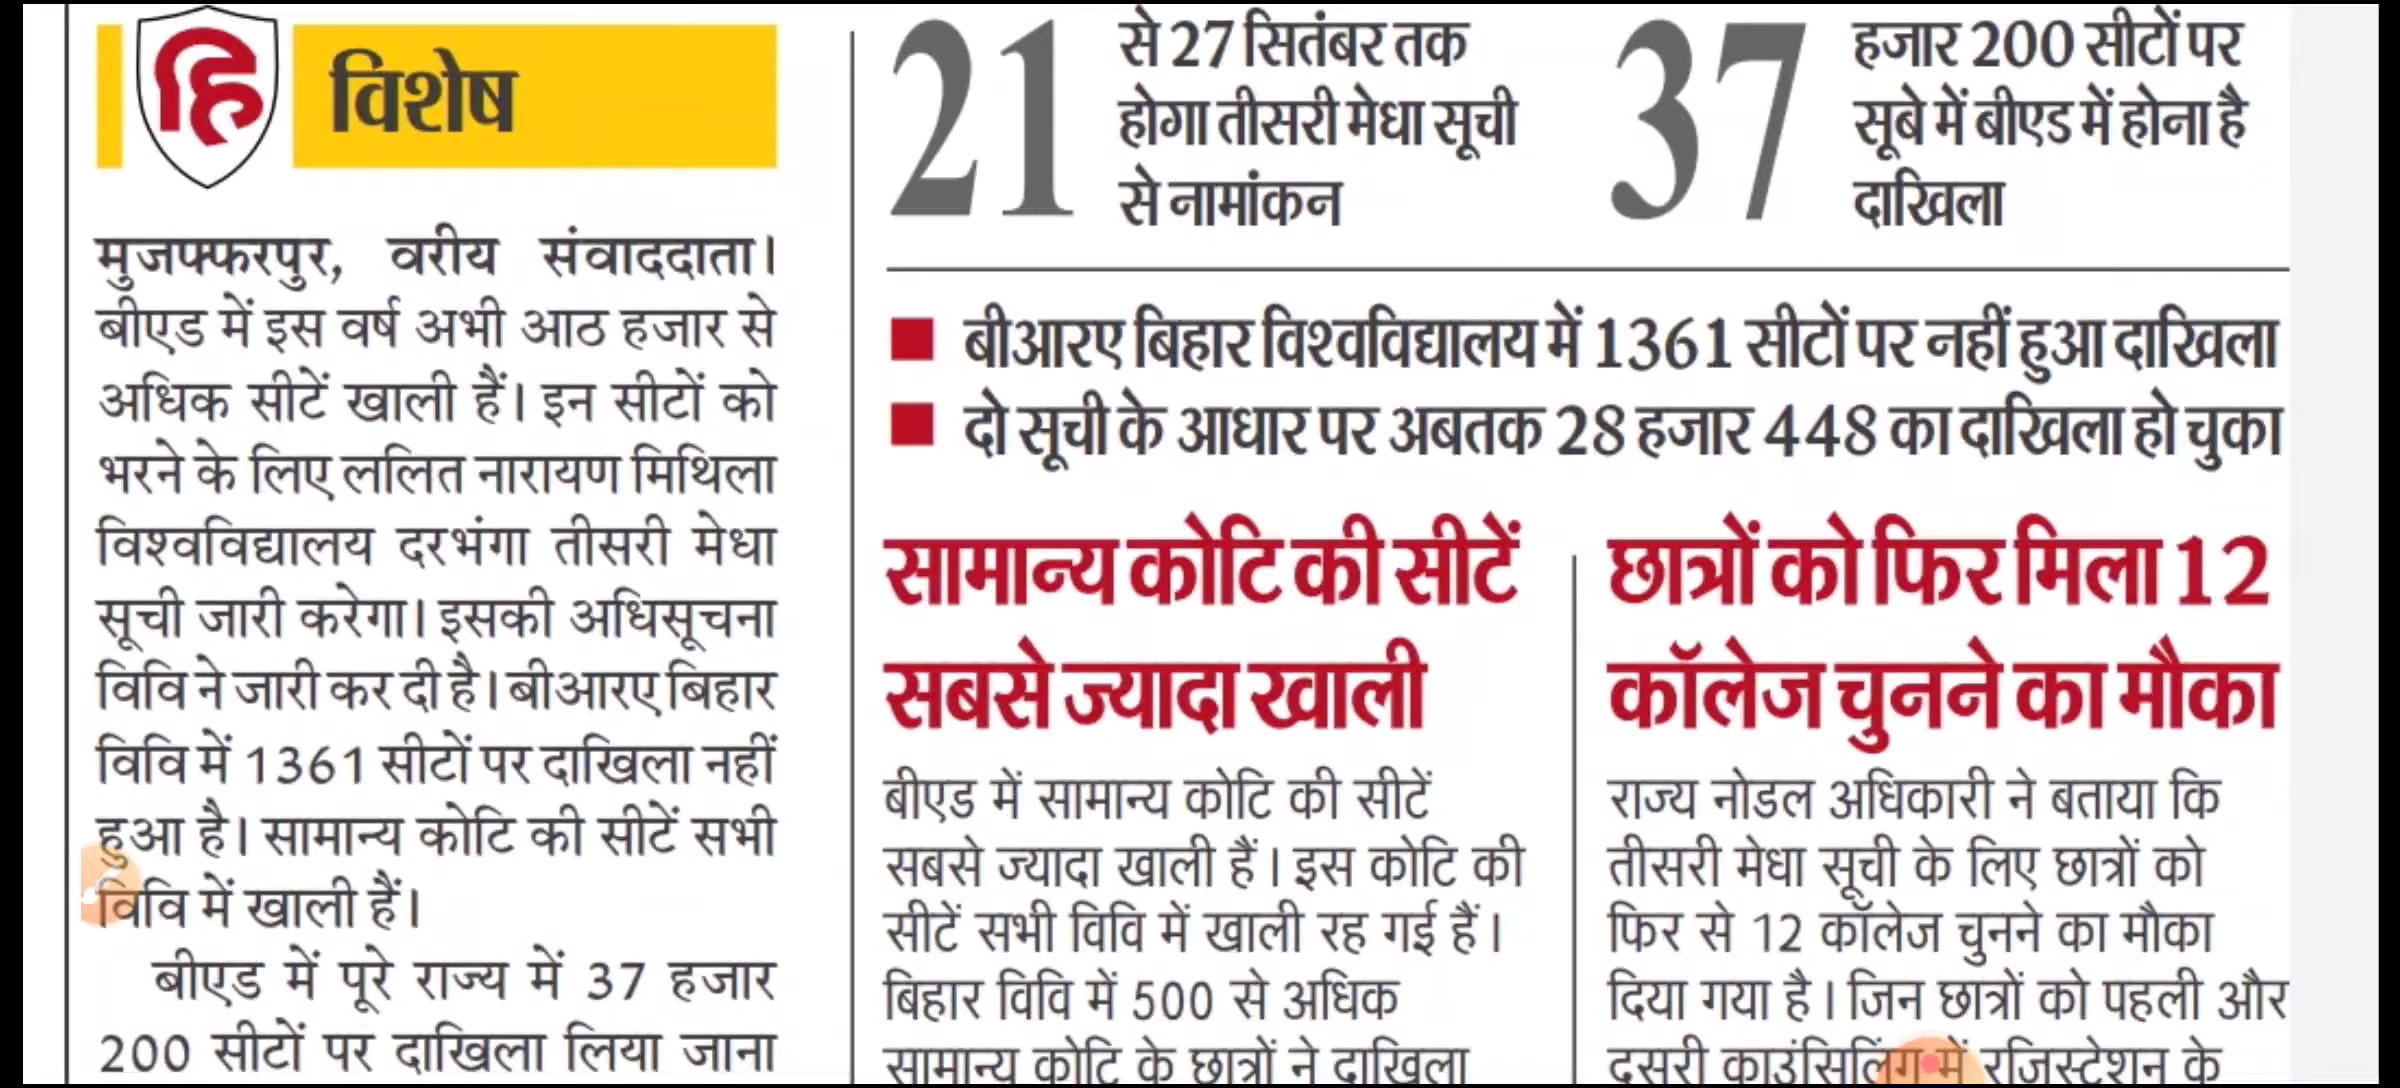 हि
विशेष
मुजफ्फरपुर, वरीय संवाददाता।
बीएड में इस वर्ष अभी आठ हजार से
अधिक सीटें खाली हैं। इन सीटों को
भरने के लिए ललित नारायण मिथिला
विश्वविद्यालय दरभंगा तीसरी मेधा
सूची जारी करेगा। इसकी अधिसूचना
विवि ने जारी कर दी है। बीआरए बिहार
विवि में 1361 सीटों पर दाखिला नहीं
हुआ है। सामान्य कोटि की सीटें सभी
विवि में खाली हैं।
बीएड में पूरे राज्य में 37 हजार
200 सीटों पर दाखिला लिया जाना
21
से 27 सितंबर तक
होगा तीसरी मेधा सूची
से नामांकन
37
हजार 200 सीटों पर
सूबे में बीएड में होना है
दाखिला
बीआरए बिहार विश्वविद्यालय में 1361 सीटों पर नहीं हुआ दाखिला
दो सूची के आधार पर अबतक 28 हजार 448 का दाखिला हो चुका
सामान्य कोटि की सीटें
सबसे ज्यादा खाली
बीएड में सामान्य कोटि की सीटें
सबसे ज्यादा खाली हैं। इस कोटि की
सीटें सभी विवि में खाली रह गई हैं।
बिहार विवि में 500 से अधिक
सामान्य कोटि के छात्रों ने दाखिला
छात्रों को फिर मिला 12
कॉलेज चुनने का मौका
राज्य नोडल अधिकारी ने बताया कि
तीसरी मेधा सूची के लिए छात्रों को
फिर से 12 कॉलेज चुनने का मौका
दिया गया है। जिन छात्रों को पहली और
दूसरी काउंसिलिंग में रजिस्ट्रेशन के